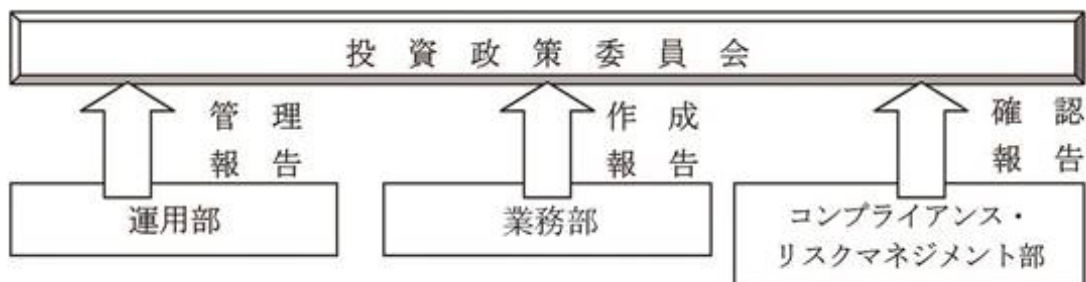 投資政策委員会
管理
報告
作成
報告
確認
報告
運用部
業務部
コンプライアンス・
リスクマネジメント部